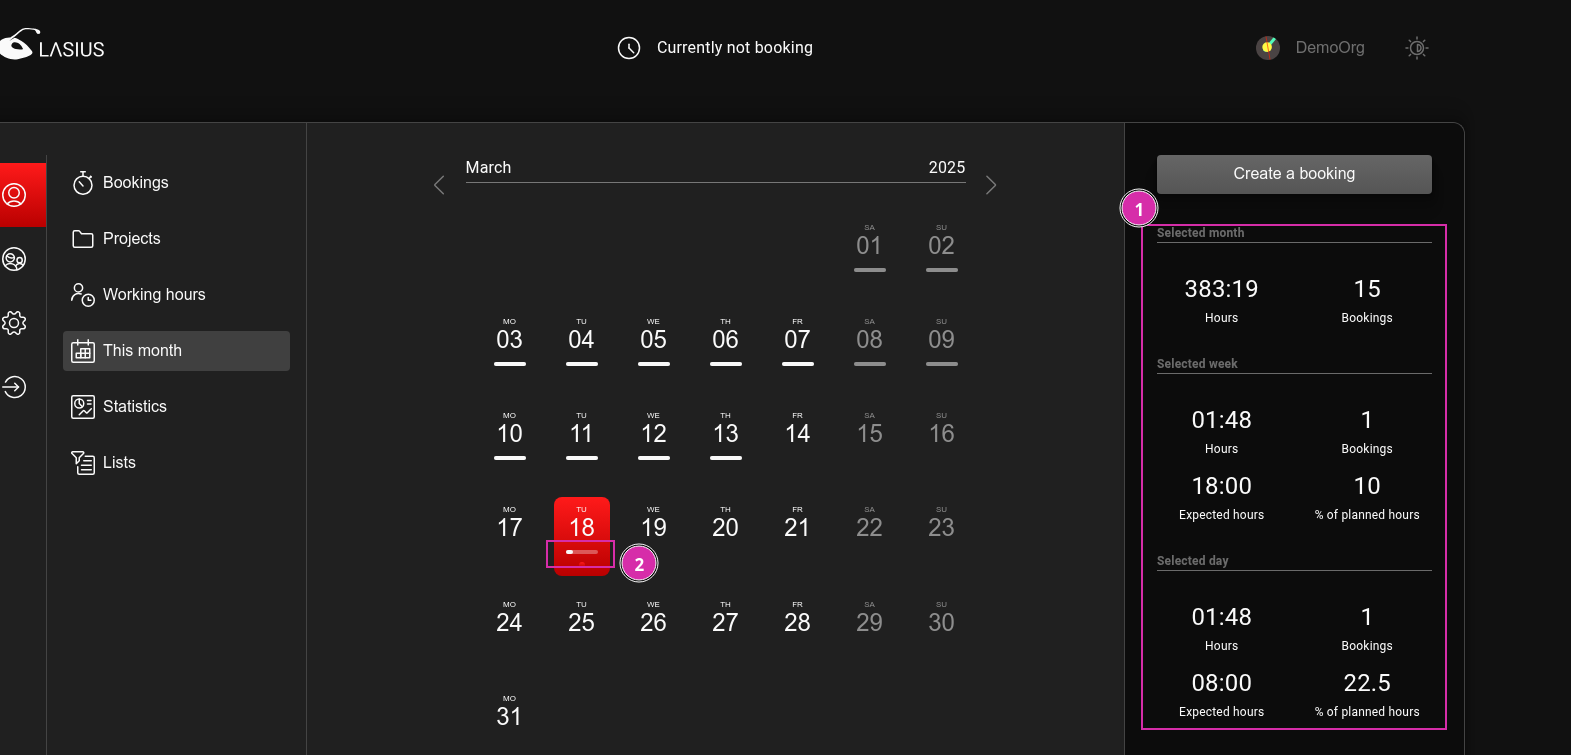 LASIUS
Currently not booking
DemoOrg
Bookings
Projects
Working hours
This month
Statistics
Lists
March 2025
SA SU
01 02
MO TU WE TH FR SA SU
03 04 05 06 07 08 09
MO TU WE TH FR SA SU
10 11 12 13 14 15 16
MO TU WE TH FR SA SU
17 18 19 20 21 22 23
2
MO TU WE TH FR SA SU
24 25 26 27 28 29 30
MO
31
Create a booking
1
Selected month
383:19 15
Hours Bookings
Selected week
01:48 1
Hours Bookings
18:00 10
Expected hours % of planned hours
Selected day
01:48 1
Hours Bookings
08:00 22.5
Expected hours % of planned hours